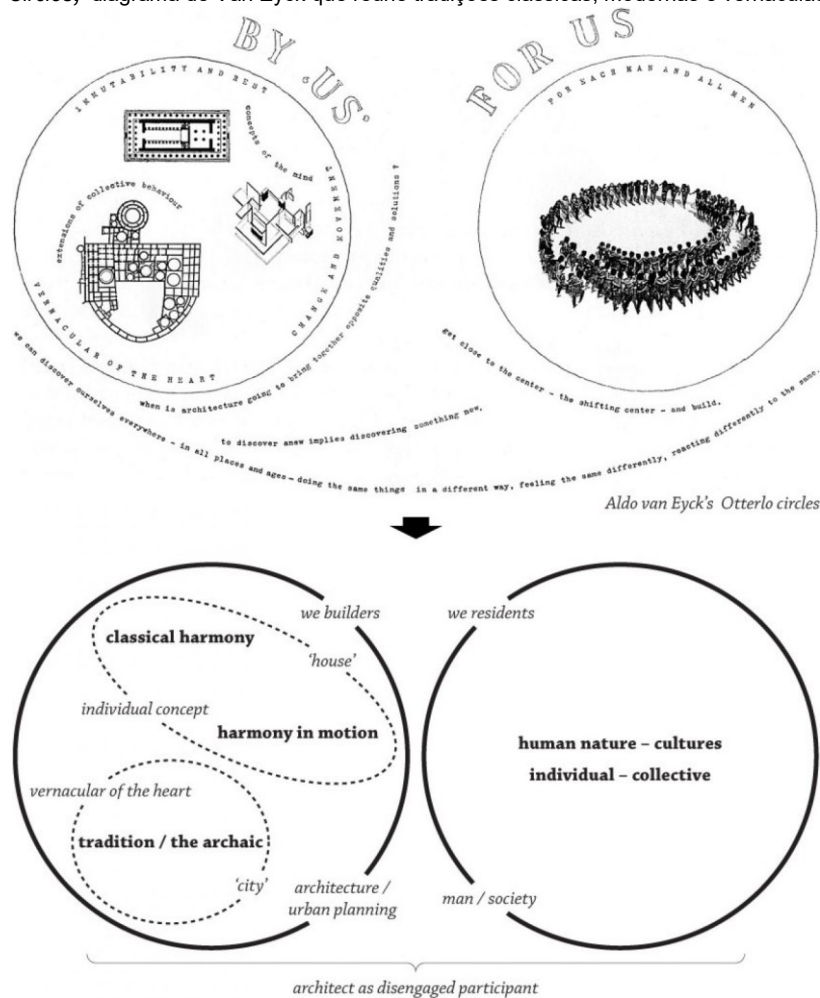 Circles, diagrama de Van Eyck que reúne tradições clássicas, modernas e vernacular
BY 'US'
FOR US
IMMUTABILITY AND REST
concepts of the mind
CHANGE AND MOVEMENT
extensions of collective behaviour
VERNACULAR OF THE HEART
FOR EACH MAN AND ALL MEN
when is architecture going to bring together opposite qualities and solutions ?
we can discover ourselves everywhere – in all places and ages – doing the same things in a different way, feeling the same differently, reacting differently to the same.
to discover anew implies discovering something new.
get close to the center – the shifting center – and build.
Aldo van Eyck's Otterlo circles
we builders
we residents
classical harmony
'house'
individual concept
harmony in motion
human nature – cultures
individual – collective
vernacular of the heart
tradition / the archaic
'city'
architecture /
urban planning
man / society
architect as disengaged participant